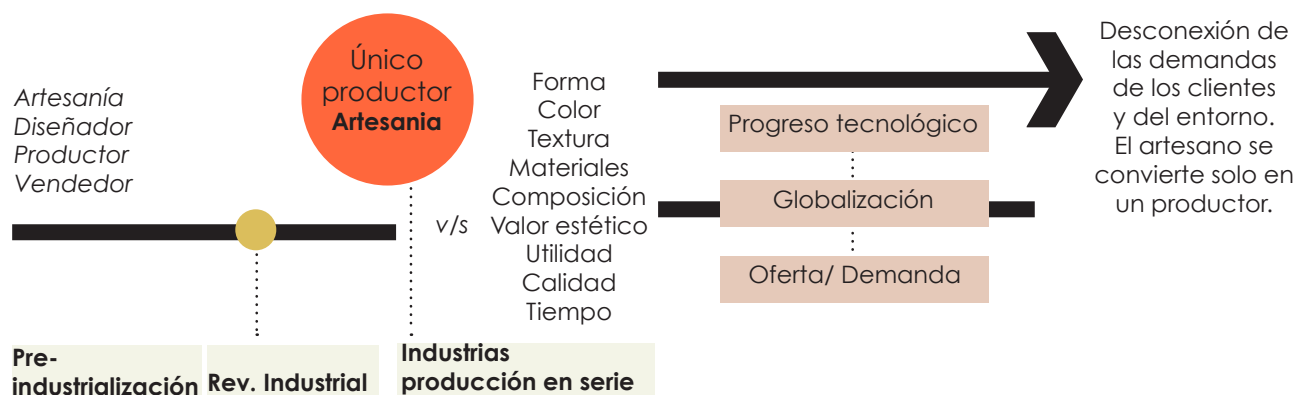 Artesanía
Diseñador
Productor
Vendedor
Único
productor
Artesania
v/s
Forma
Color
Textura
Materiales
Composición
Valor estético
Utilidad
Calidad
Tiempo
Progreso tecnológico
Globalización
Oferta/ Demanda
Desconexión de
las demandas
de los clientes
y del entorno.
El artesano se
convierte solo en
un productor.
Pre-
industrialización
Rev. Industrial
Industrias
producción en serie